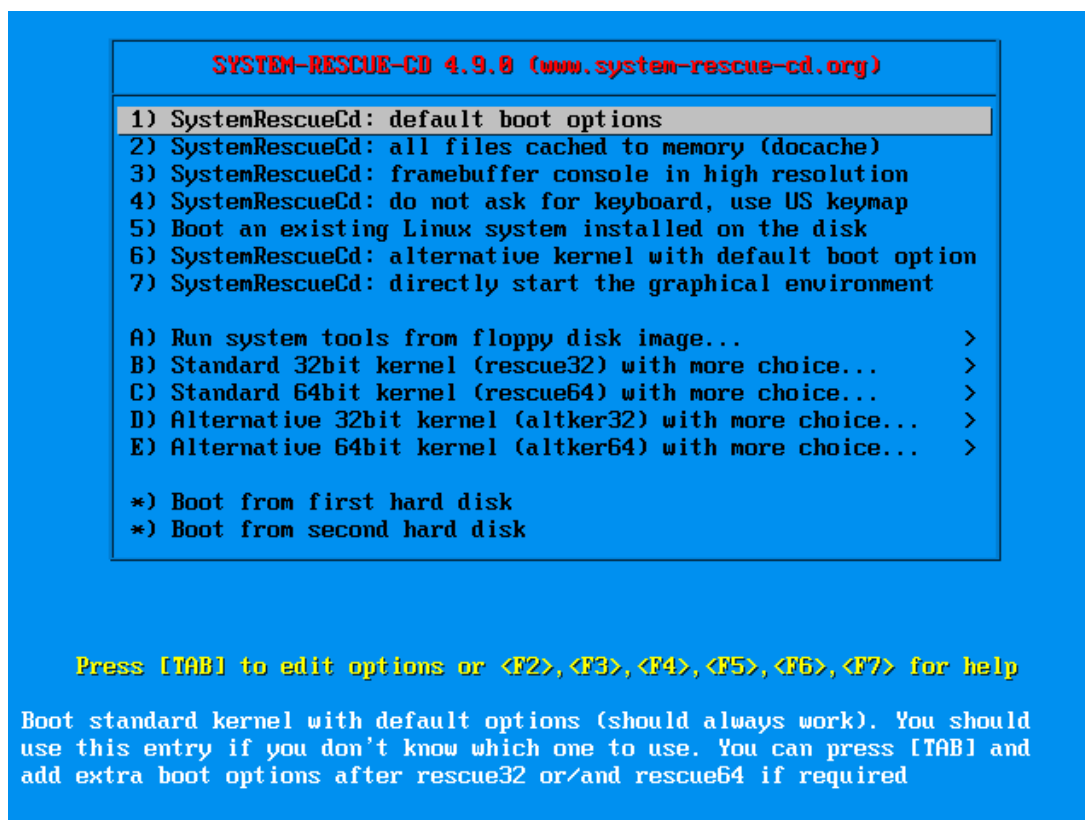 SYSTEM-RESCUE-CD 4.9.0 (www.system-rescue-cd.org)
1) SystemRescueCd: default boot options
2) SystemRescueCd: all files cached to memory (docache)
3) SystemRescueCd: framebuffer console in high resolution
4) SystemRescueCd: do not ask for keyboard, use US keymap
5) Boot an existing Linux system installed on the disk
6) SystemRescueCd: alternative kernel with default boot option
7) SystemRescueCd: directly start the graphical environment
A) Run system tools from floppy disk image... >
B) Standard 32bit kernel (rescue32) with more choice... >
C) Standard 64bit kernel (rescue64) with more choice... >
D) Alternative 32bit kernel (altker32) with more choice... >
E) Alternative 64bit kernel (altker64) with more choice... >
*) Boot from first hard disk
*) Boot from second hard disk
Press [TAB] to edit options or <F2>,<F3>,<F4>,<F5>,<F6>,<F7> for help
Boot standard kernel with default options (should always work). You should
use this entry if you don't know which one to use. You can press [TAB] and
add extra boot options after rescue32 or/and rescue64 if required